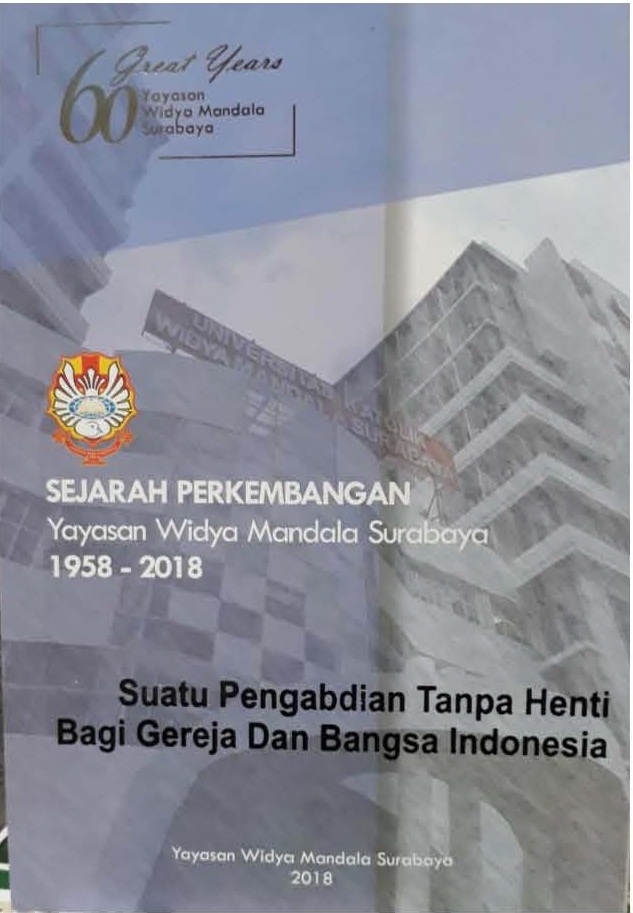 60 Great Years
Yayasan
Widya Mandala
Surabaya
UNIVERSITAS KATOLIK
WIDYA MANDALA SURABAYA
SEJARAH PERKEMBANGAN
Yayasan Widya Mandala Surabaya
1958 - 2018
Suatu Pengabdian Tanpa Henti
Bagi Gereja Dan Bangsa Indonesia
Yayasan Widya Mandala Surabaya
2018